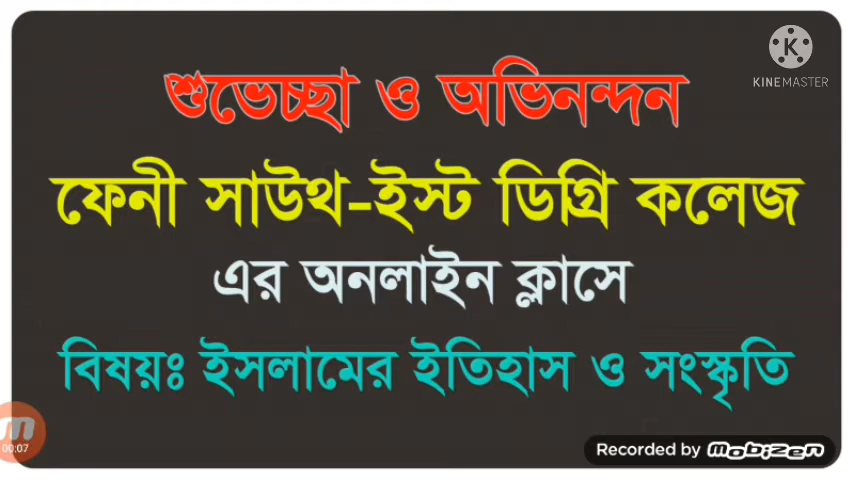 KINEMASTER
শুভেচ্ছা ও অভিনন্দন
ফেনী সাউথ-ইস্ট ডিগ্রি কলেজ
এর অনলাইন ক্লাসে
বিষয়ঃ ইসলামের ইতিহাস ও সংস্কৃতি
00:07
Recorded by mobizen